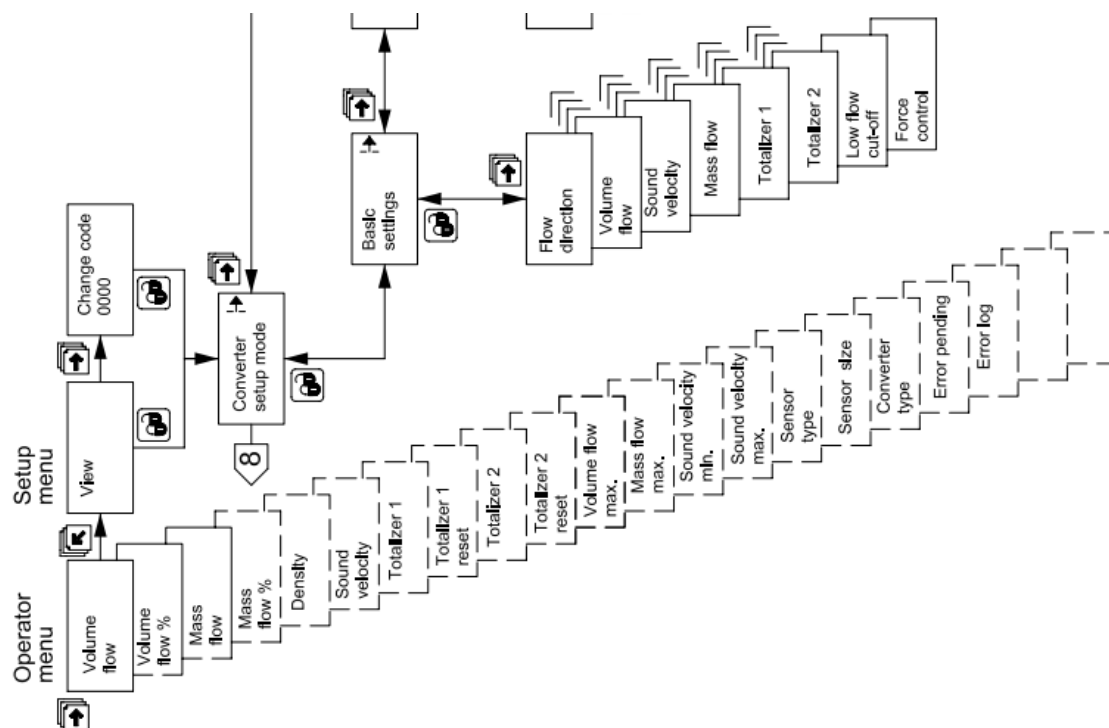 Operator
menu
Setup
menu
Volume
flow
Volume
flow %
Mass
flow
Mass
flow %
Density
Sound
velocity
Totalizer 1
Totalizer 1
reset
Totalizer 2
Totalizer 2
reset
Volume flow
max.
Mass flow
max.
Sound velocity
min.
Sound velocity
max.
Sensor
type
Sensor size
Converter
type
Error pending
Error log
View
Change code
0000
Converter
setup mode
8
Basic
settings
Flow
direction
Volume
flow
Sound
velocity
Mass flow
Totalizer 1
Totalizer 2
Low flow
cut-off
Force
control